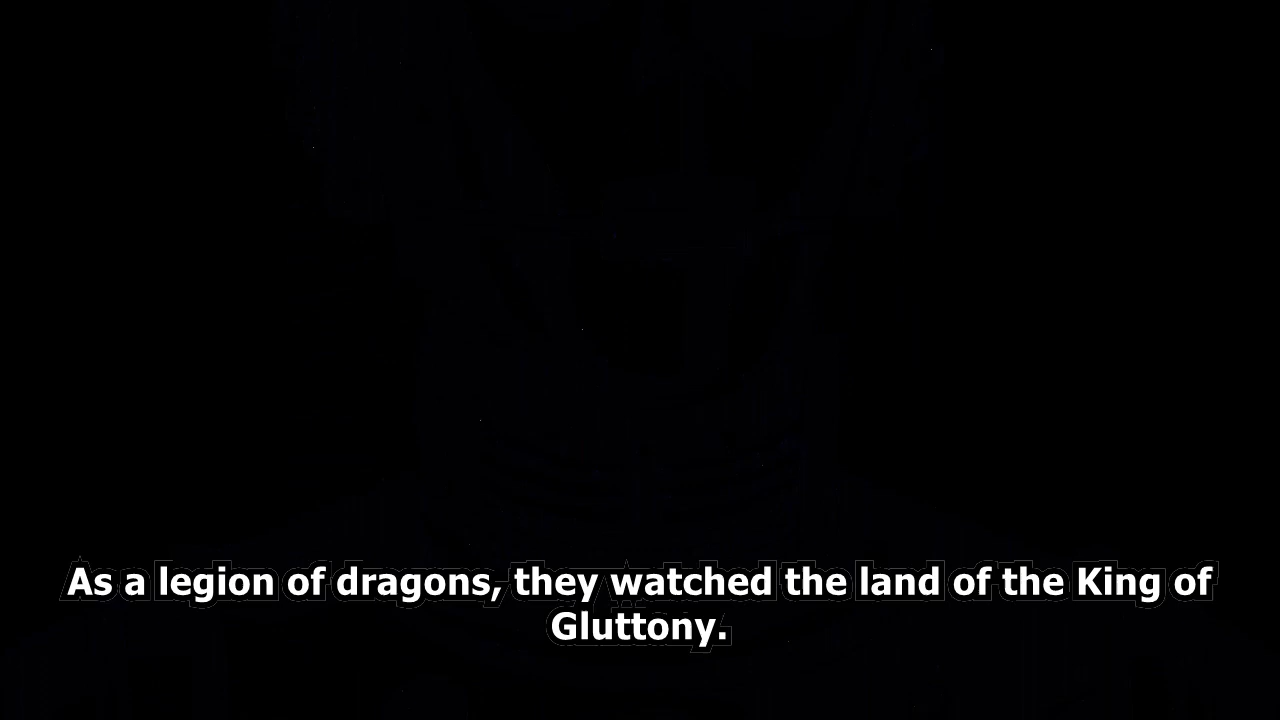 As a legion of dragons, they watched the land of the King of
Gluttony.